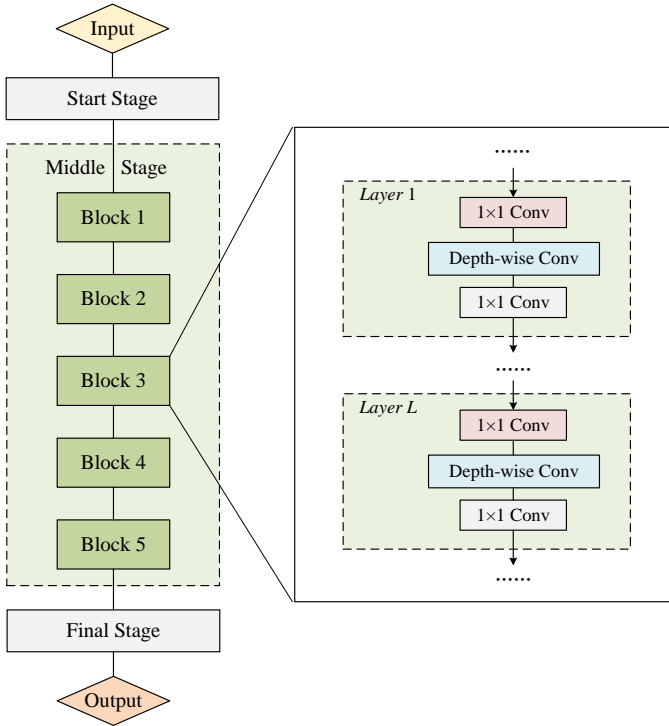 Input
Start Stage
Middle Stage
Block 1
Block 2
Block 3
Block 4
Block 5
Final Stage
Output
......
Layer 1
1×1 Conv
Depth-wise Conv
1×1 Conv
......
Layer L
1×1 Conv
Depth-wise Conv
1×1 Conv
......